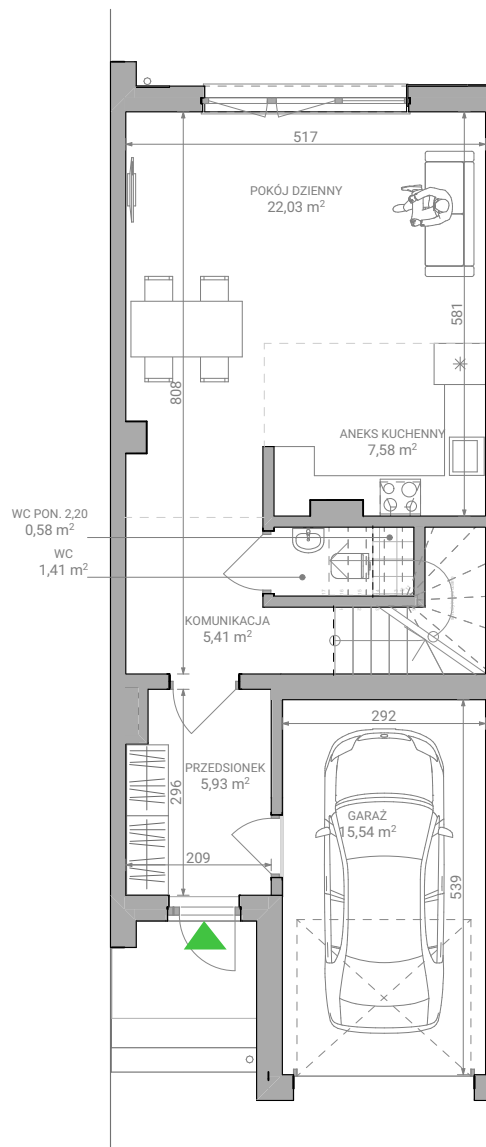 517
POKÓJ DZIENNY
22,03 m²
581
808
ANEKS KUCHENNY
7,58 m²
WC PON. 2,20
0,58 m²
WC
1,41 m²
KOMUNIKACJA
5,41 m²
292
PRZEDSIONEK
5,93 m²
296
GARAŻ
15,54 m²
209
539